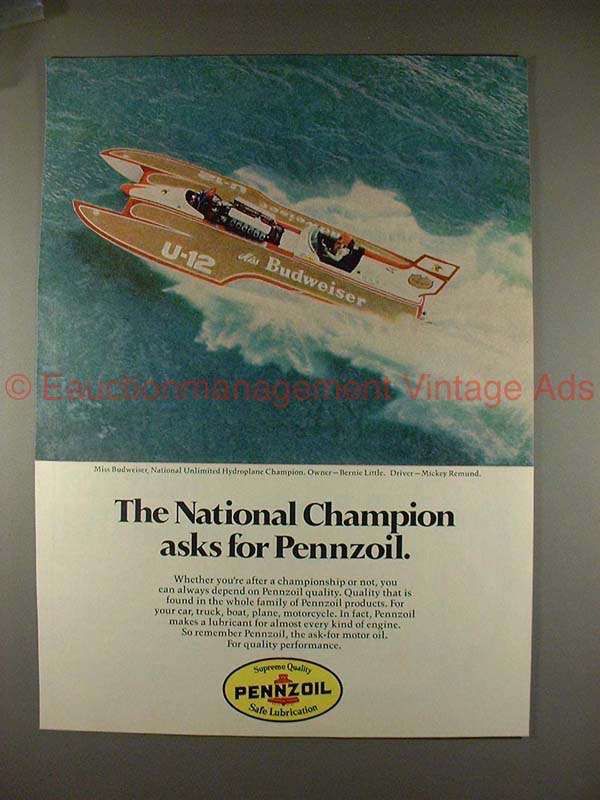 U-12
U-12
Miss Budweiser
© Eauctionmanagement Vintage Ads
Miss Budweiser, National Unlimited Hydroplane Champion. Owner—Bernie Little. Driver—Mickey Remund.
The National Champion
asks for Pennzoil.
Whether you're after a championship or not, you
can always depend on Pennzoil quality. Quality that is
found in the whole family of Pennzoil products. For
your car, truck, boat, plane, motorcycle. In fact, Pennzoil
makes a lubricant for almost every kind of engine.
So remember Pennzoil, the ask-for motor oil.
For quality performance.
Supreme Quality
PENNZOIL
Safe Lubrication